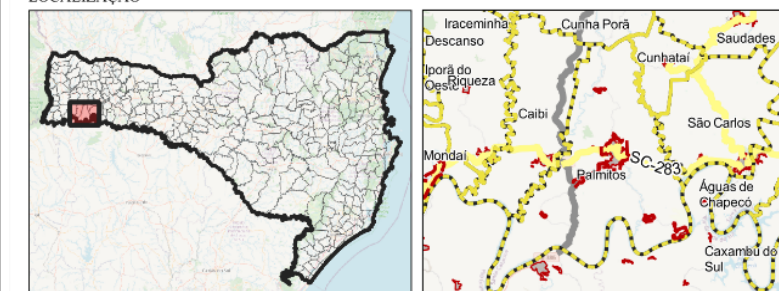 LOCALIZAÇÃO
Iraceminha
Cunha Porã
Saudades
Descanso
Cunhataí
Iporã do
Oeste
Riqueza
Caibi
São Carlos
Mondaí
SC-283
Palmitos
Águas de
Chapecó
Caxambu do
Sul